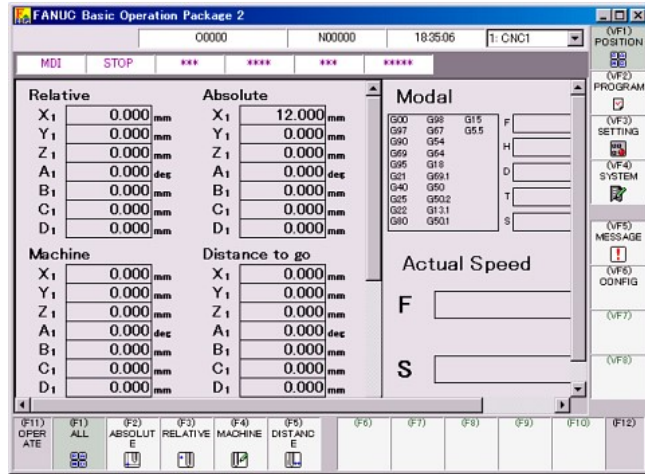 FANUC Basic Operation Package 2
O0000 N00000 18:35:06 1: CNC1
MDI STOP *** **** *** *****
Relative
X1 0.000 mm
Y1 0.000 mm
Z1 0.000 mm
A1 0.000 deg
B1 0.000 mm
C1 0.000 mm
D1 0.000 mm
Absolute
X1 12.000 mm
Y1 0.000 mm
Z1 0.000 mm
A1 0.000 deg
B1 0.000 mm
C1 0.000 mm
D1 0.000 mm
Machine
X1 0.000 mm
Y1 0.000 mm
Z1 0.000 mm
A1 0.000 deg
B1 0.000 mm
C1 0.000 mm
D1 0.000 mm
Distance to go
X1 0.000 mm
Y1 0.000 mm
Z1 0.000 mm
A1 0.000 deg
B1 0.000 mm
C1 0.000 mm
D1 0.000 mm
Modal
G00 G98 G15
G97 G67 G5.5
G90 G54
G69 G64
G95 G18
G21 G69.1
G40 G50
G25 G50.2
G22 G13.1
G80 G50.1
F
H
D
T
S
Actual Speed
F
S
(VF1)
POSITION
(VF2)
PROGRAM
(VF3)
SETTING
(VF4)
SYSTEM
(VF5)
MESSAGE
(VF6)
CONFIG
(VF7)
(VF8)
(F11)
OPER
ATE
(F1)
ALL
(F2)
ABSOLUT
E
(F3)
RELATIVE
(F4)
MACHINE
(F5)
DISTANC
E
(F6)
(F7)
(F8)
(F9)
(F10)
(F12)